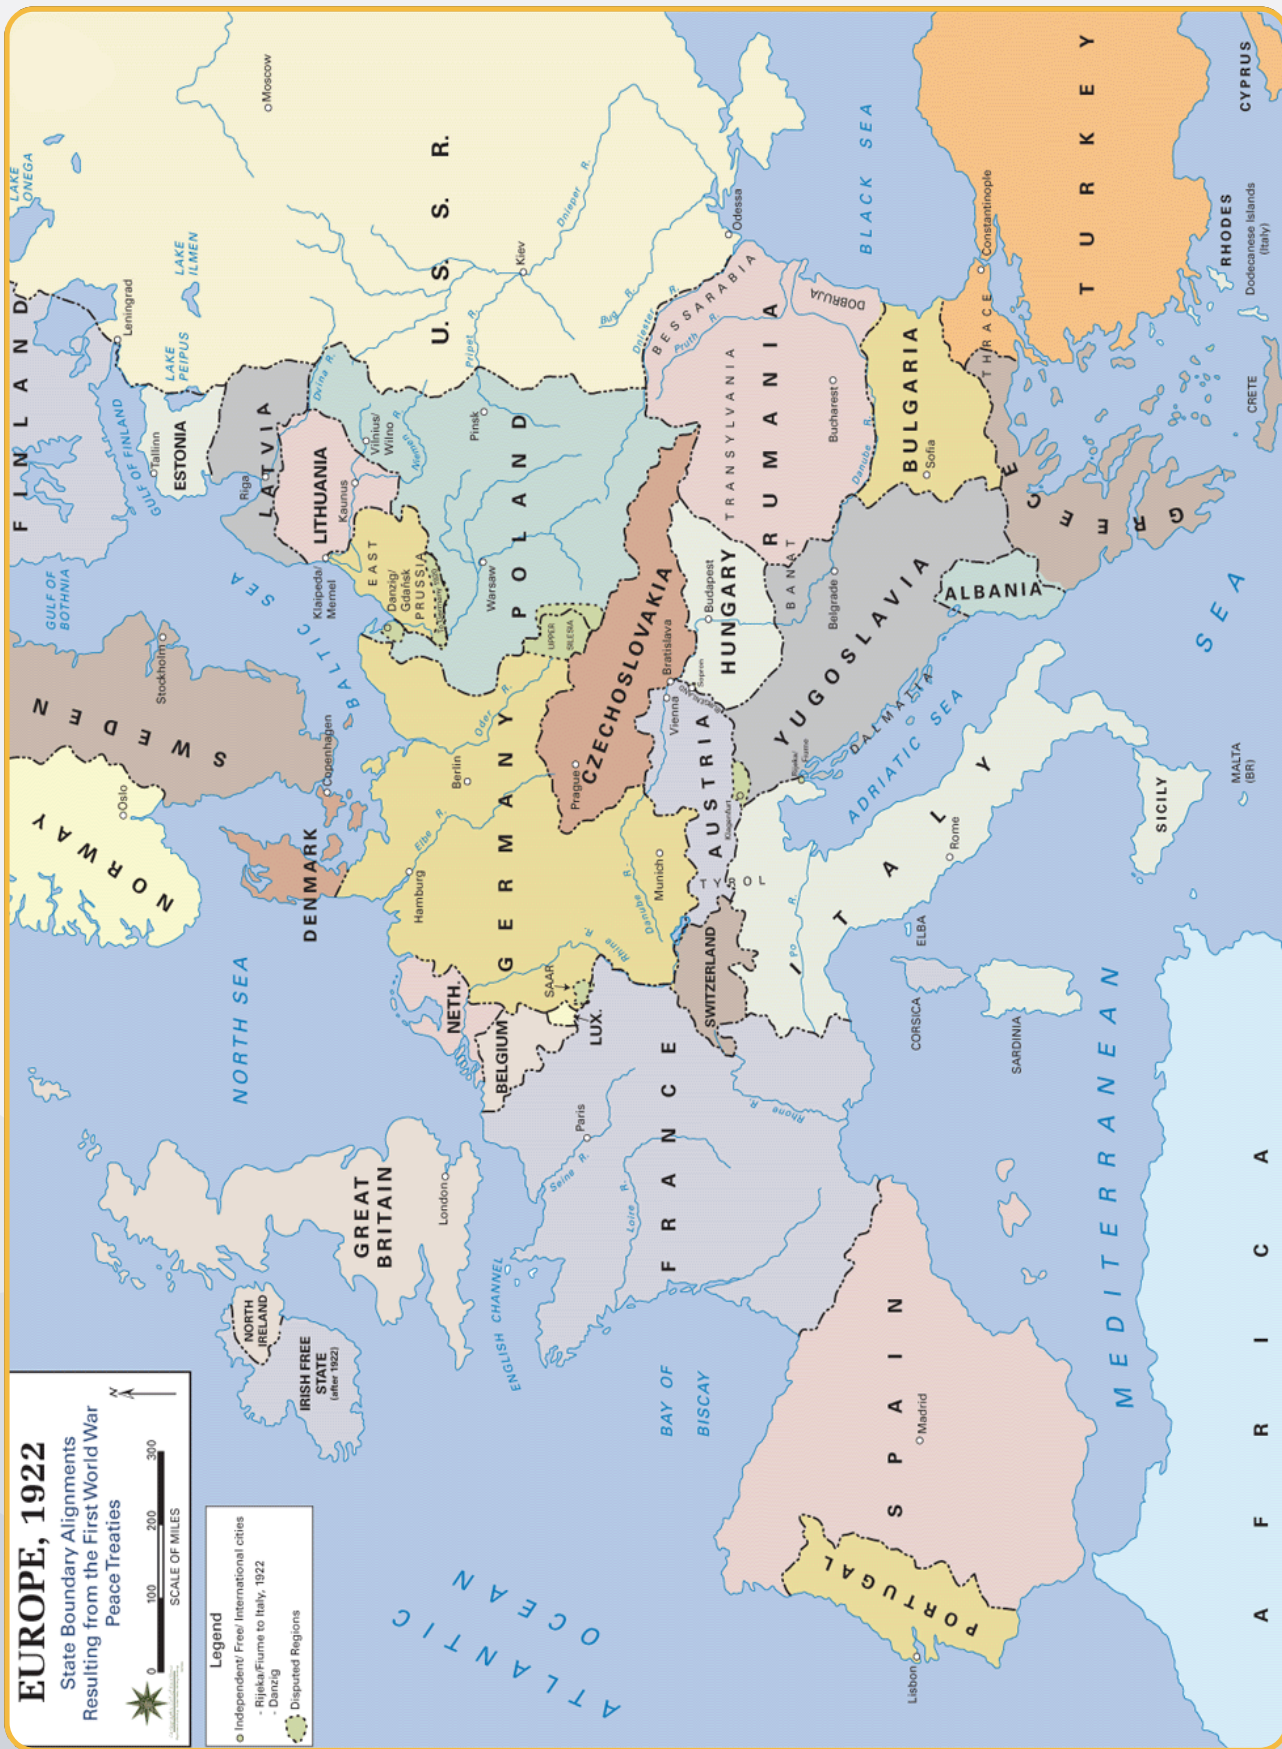 EUROPE, 1922
State Boundary Alignments
Resulting from the First World War
Peace Treaties
N
0 100 200 300
SCALE OF MILES
Legend
Independent/ Free/ International cities
- Rijeka/Fiume to Italy, 1922
- Danzig
Disputed Regions
ATLANTIC
OCEAN
NORTH
IRELAND
IRISH FREE
STATE
(after 1922)
GREAT
BRITAIN
London
NORTH SEA
ENGLISH CHANNEL
BAY OF
BISCAY
NORWAY
Oslo
SWEDEN
Stockholm
FINLAND
GULF OF
BOTHNIA
GULF OF FINLAND
LAKE
ONEGA
Leningrad
LAKE
ILMEN
LAKE
PEIPUS
Tallinn
ESTONIA
Riga
LATVIA
Dvina R.
LITHUANIA
Kaunus
Klaipeda/
Memel
Vilnius/
Wilno
Niemen R
BALTIC SEA
DENMARK
Copenhagen
EAST
PRUSSIA
Danzig/
Gdańsk
Moscow
U. S. S. R.
Pinsk
Pripet R.
Kiev
Dnieper R.
Bug R.
Dniester R.
Odessa
POLAND
Warsaw
UPPER
SILESIA
GERMANY
Hamburg
Elbe R.
Berlin
Oder R.
Munich
Danube R.
Rhine R.
SAAR
NETH.
BELGIUM
LUX.
FRANCE
Paris
Seine R.
Loire R.
Rhone R.
SWITZERLAND
CZECHOSLOVAKIA
Prague
Bratislava
AUSTRIA
Vienna
Klagenfurt
TYROL
Sopron
HUNGARY
Budapest
RUMANIA
TRANSYLVANIA
BESSARABIA
Pruth R.
DOBRUJA
Bucharest
Danube R.
BANAT
Belgrade
YUGOSLAVIA
DALMATIA
Rijeka/
Fiume
ADRIATIC SEA
BULGARIA
Sofia
BLACK SEA
THRACE
Constantinople
TURKEY
GREECE
ALBANIA
ITALY
Po R.
Rome
ELBA
CORSICA
SARDINIA
SICILY
MALTA
(BR)
CRETE
RHODES
Dodecanese Islands
(Italy)
CYPRUS
MEDITERRANEAN SEA
SPAIN
Madrid
PORTUGAL
Lisbon
AFRICA